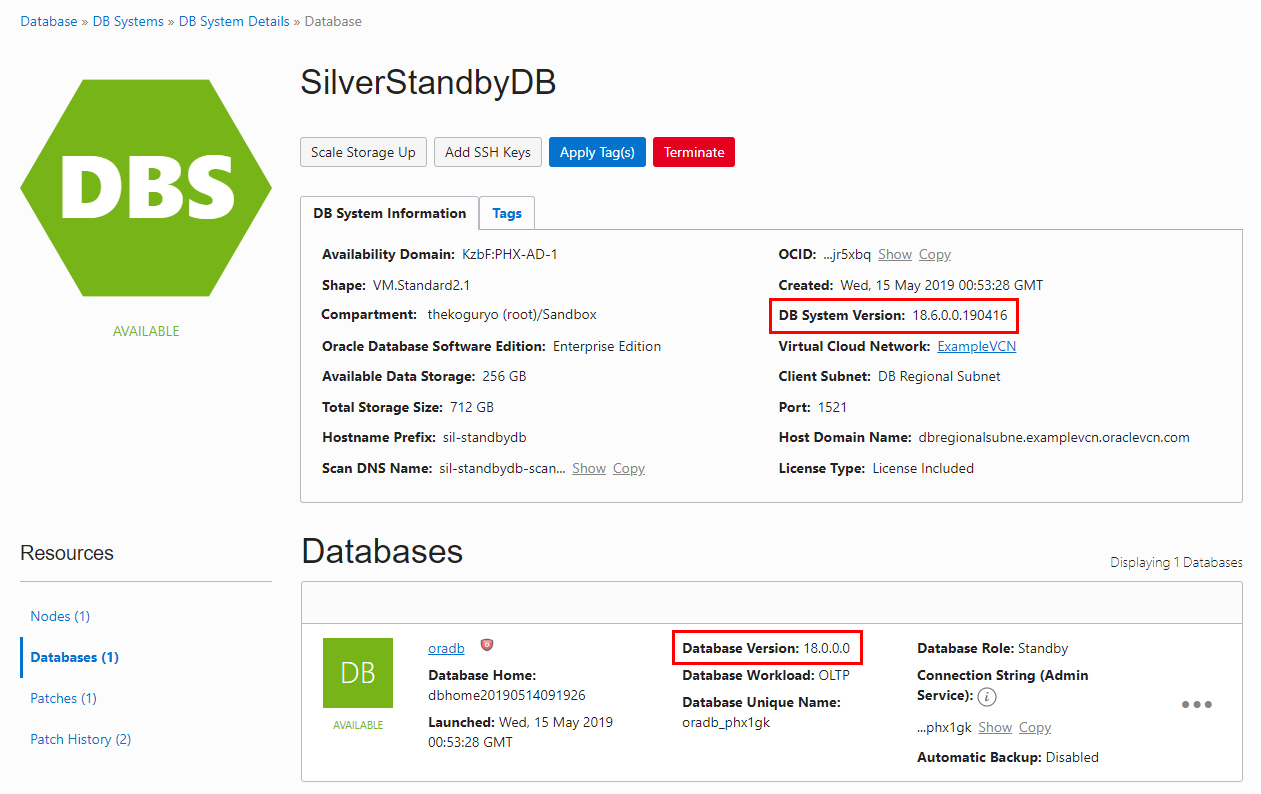 Database » DB Systems » DB System Details » Database
DBS
AVAILABLE
SilverStandbyDB
Scale Storage Up
Add SSH Keys
Apply Tag(s)
Terminate
DB System Information
Tags
Availability Domain: KzbF:PHX-AD-1
Shape: VM.Standard2.1
Compartment: thekoguryo (root)/Sandbox
Oracle Database Software Edition: Enterprise Edition
Available Data Storage: 256 GB
Total Storage Size: 712 GB
Hostname Prefix: sil-standbydb
Scan DNS Name: sil-standbydb-scan... Show Copy
OCID: ...jr5xbq Show Copy
Created: Wed, 15 May 2019 00:53:28 GMT
DB System Version: 18.6.0.0.190416
Virtual Cloud Network: ExampleVCN
Client Subnet: DB Regional Subnet
Port: 1521
Host Domain Name: dbregionalsubne.examplevcn.oraclevcn.com
License Type: License Included
Resources
Nodes (1)
Databases (1)
Patches (1)
Patch History (2)
Databases
Displaying 1 Databases
DB
AVAILABLE
oradb
Database Home:
dbhome20190514091926
Launched: Wed, 15 May 2019
00:53:28 GMT
Database Version: 18.0.0.0
Database Workload: OLTP
Database Unique Name:
oradb_phx1gk
Database Role: Standby
Connection String (Admin
Service): i
...phx1gk Show Copy
Automatic Backup: Disabled